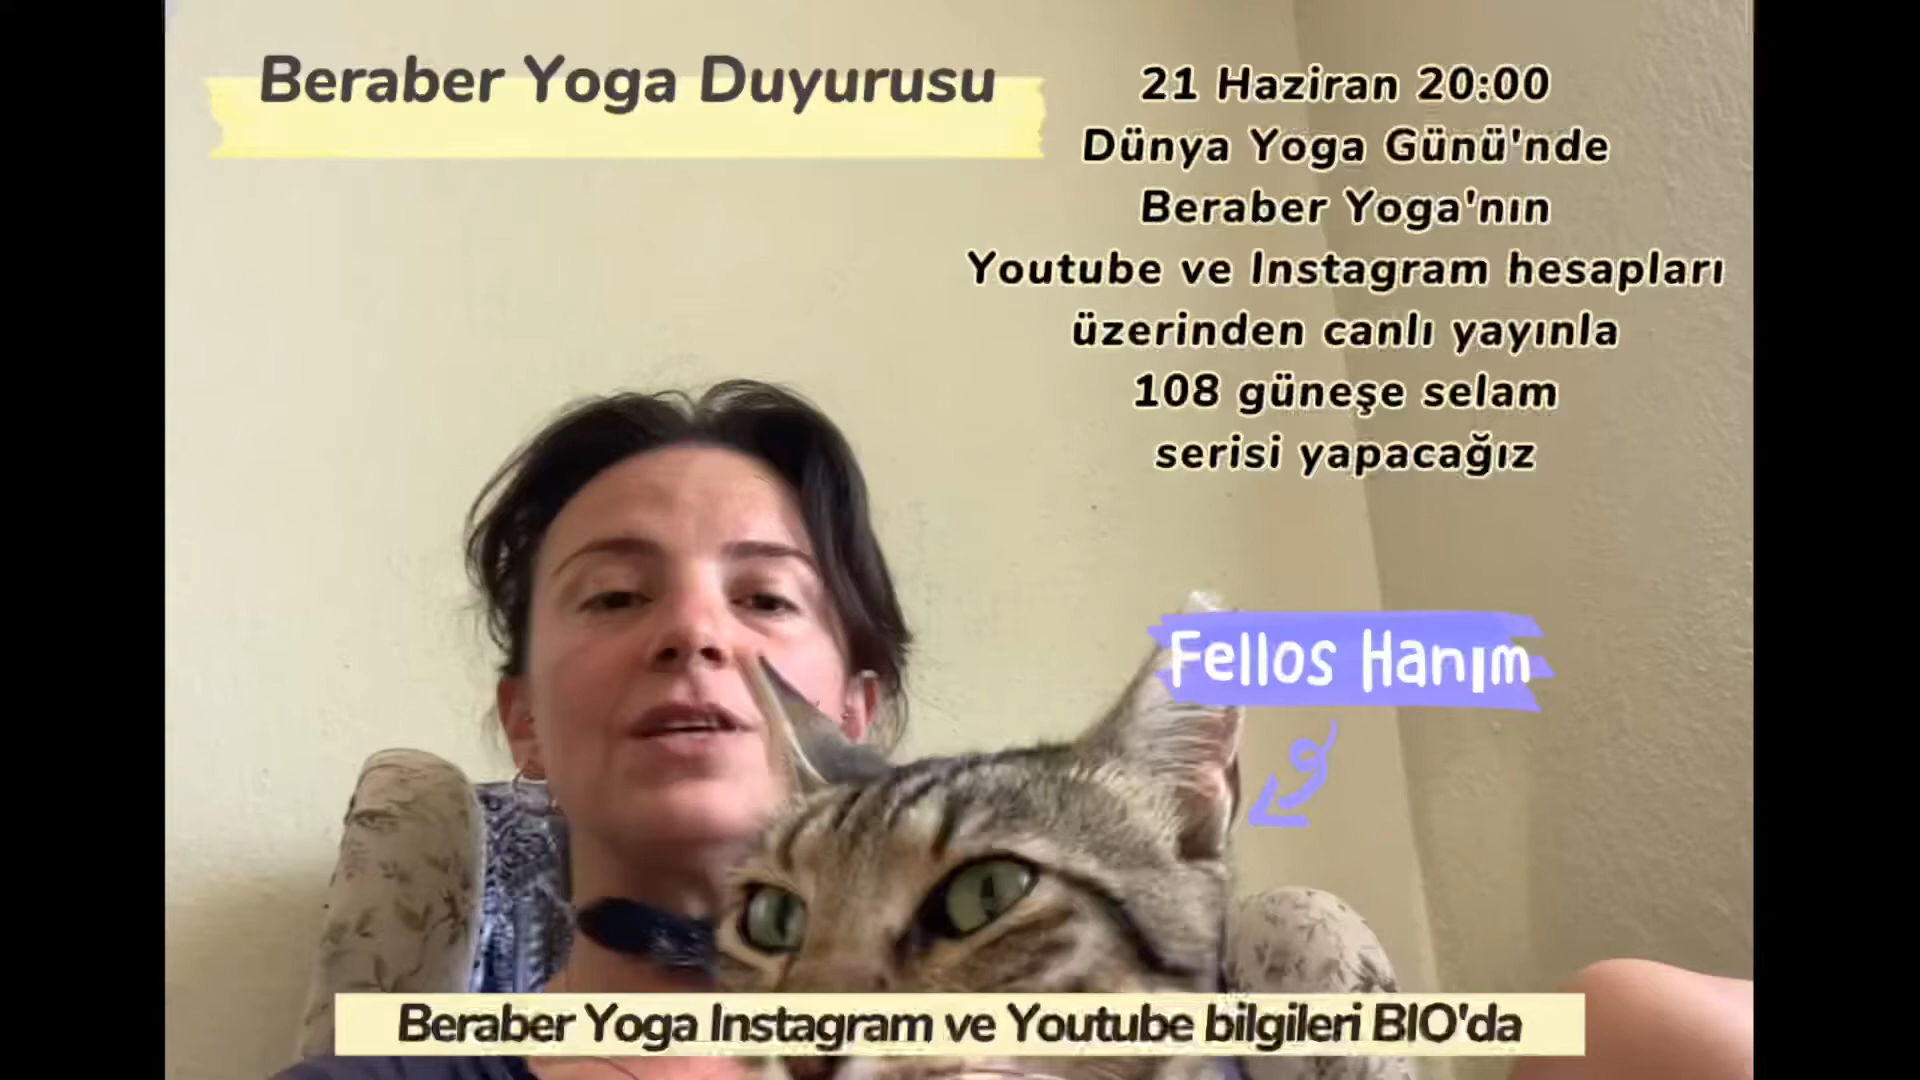 Beraber Yoga Duyurusu
21 Haziran 20:00
Dünya Yoga Günü'nde
Beraber Yoga'nın
Youtube ve Instagram hesapları
üzerinden canlı yayınla
108 güneşe selam
serisi yapacağız
Fellos Hanım
Beraber Yoga Instagram ve Youtube bilgileri BIO'da